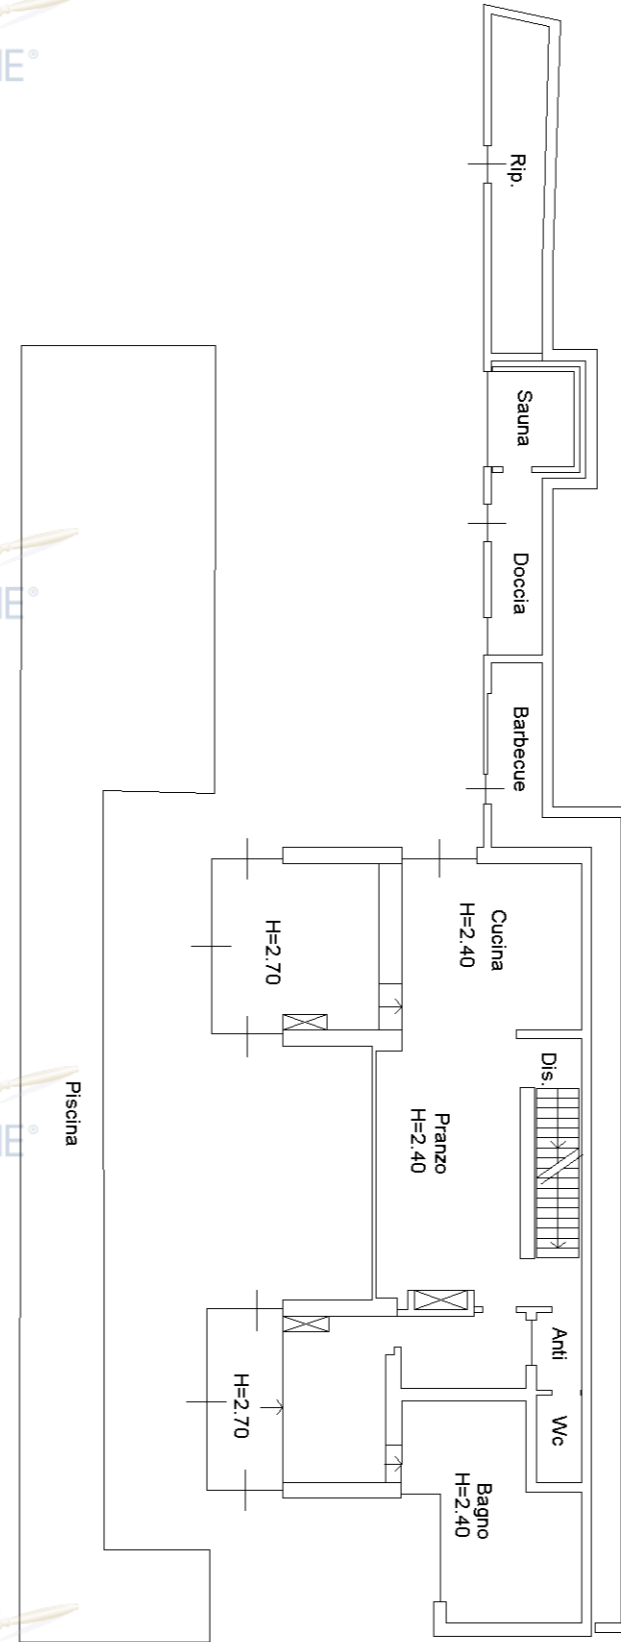 Rip.
Sauna
Doccia
Barbecue
Cucina
H=2.40
H=2.70
Dis.
Pranzo
H=2.40
Piscina
Anti
Wc
H=2.70
Bagno
H=2.40